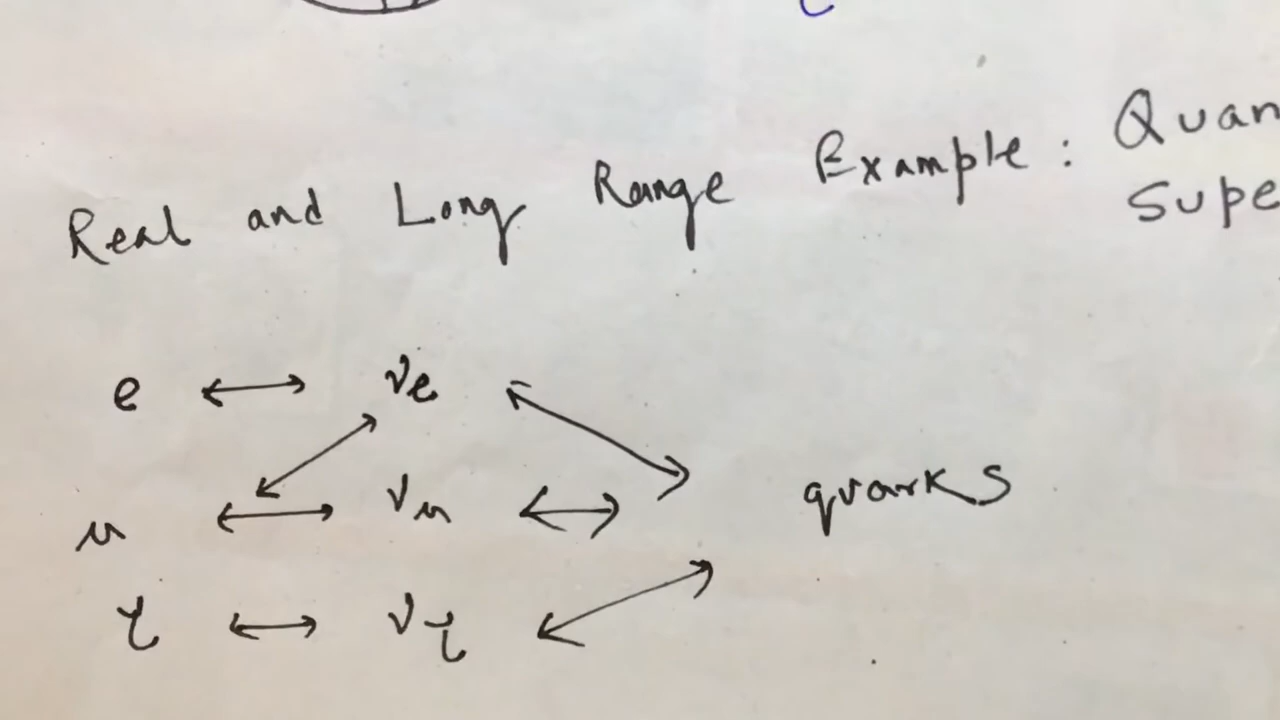 Real and Long Range Example: Quan
Supe
e ↔ νe
μ ↔ νμ ↔ quarks
τ ↔ ντ